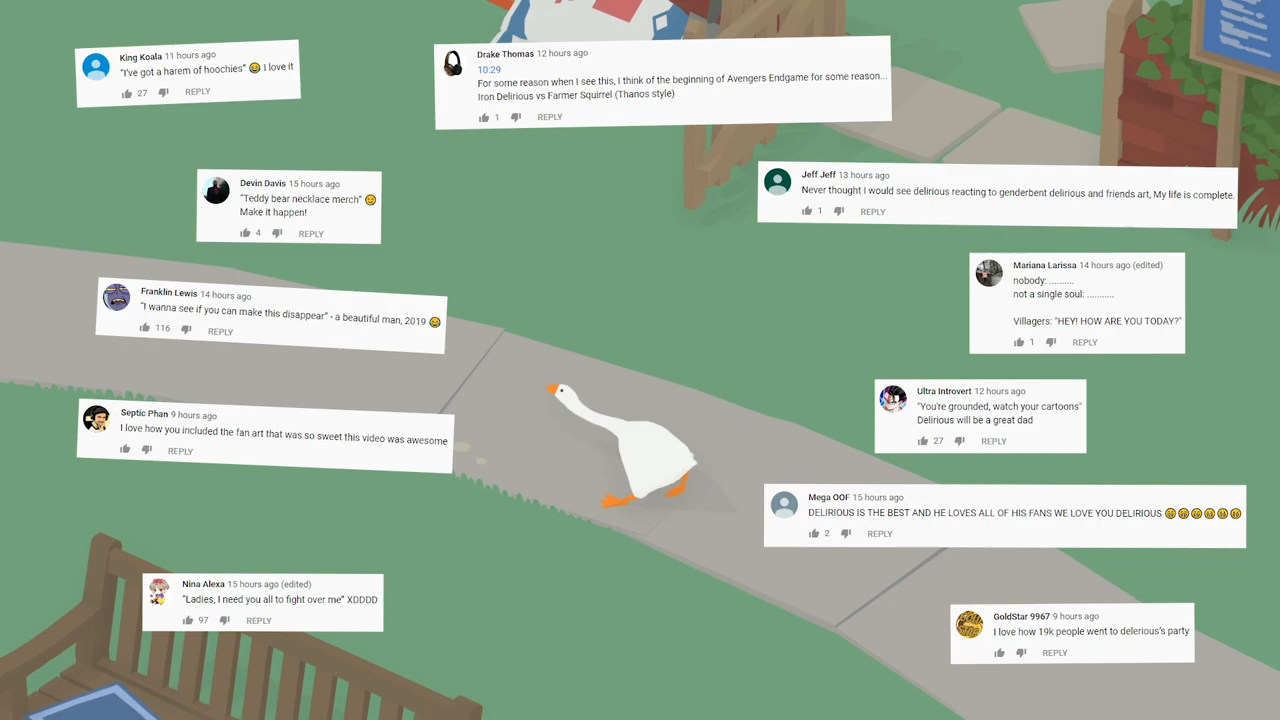 King Koala 11 hours ago
"I've got a harem of hoochies" 😂 I love it
27 REPLY
Drake Thomas 12 hours ago
10:29
For some reason when I see this, I think of the beginning of Avengers Endgame for some reason...
Iron Delirious vs Farmer Squirrel (Thanos style)
1 REPLY
Devin Davis 15 hours ago
"Teddy bear necklace merch" 😊
Make it happen!
4 REPLY
Jeff Jeff 13 hours ago
Never thought I would see delirious reacting to genderbent delirious and friends art, My life is complete.
1 REPLY
Franklin Lewis 14 hours ago
"I wanna see if you can make this disappear" - a beautiful man, 2019 😂
116 REPLY
Mariana Larissa 14 hours ago (edited)
nobody: ..........
not a single soul: ...........
Villagers: "HEY! HOW ARE YOU TODAY?"
1 REPLY
Septic Phan 9 hours ago
I love how you included the fan art that was so sweet this video was awesome
REPLY
Ultra Introvert 12 hours ago
"You're grounded, watch your cartoons"
Delirious will be a great dad
27 REPLY
Mega OOF 15 hours ago
DELIRIOUS IS THE BEST AND HE LOVES ALL OF HIS FANS WE LOVE YOU DELIRIOUS 😁😁😁😁😁😁
2 REPLY
Nina Alexa 15 hours ago (edited)
"Ladies, I need you all to fight over me" XDDDD
97 REPLY
GoldStar 9967 9 hours ago
I love how 19k people went to delerious's party
REPLY